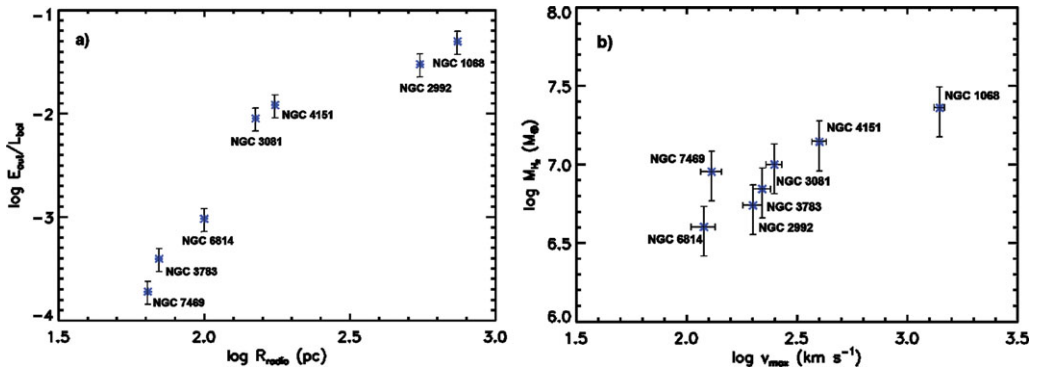 a)
-1
-2
-3
-4
log E_out/L_bol
NGC 1068
NGC 2992
NGC 4151
NGC 3081
NGC 6814
NGC 3783
NGC 7469
1.5 2.0 2.5 3.0
log R_radio (pc)
b)
8.0
7.5
7.0
6.5
6.0
log M_H₂ (M_⊙)
NGC 1068
NGC 4151
NGC 7469
NGC 3081
NGC 3783
NGC 2992
NGC 6814
1.5 2.0 2.5 3.0 3.5
log v_max (km s⁻¹)